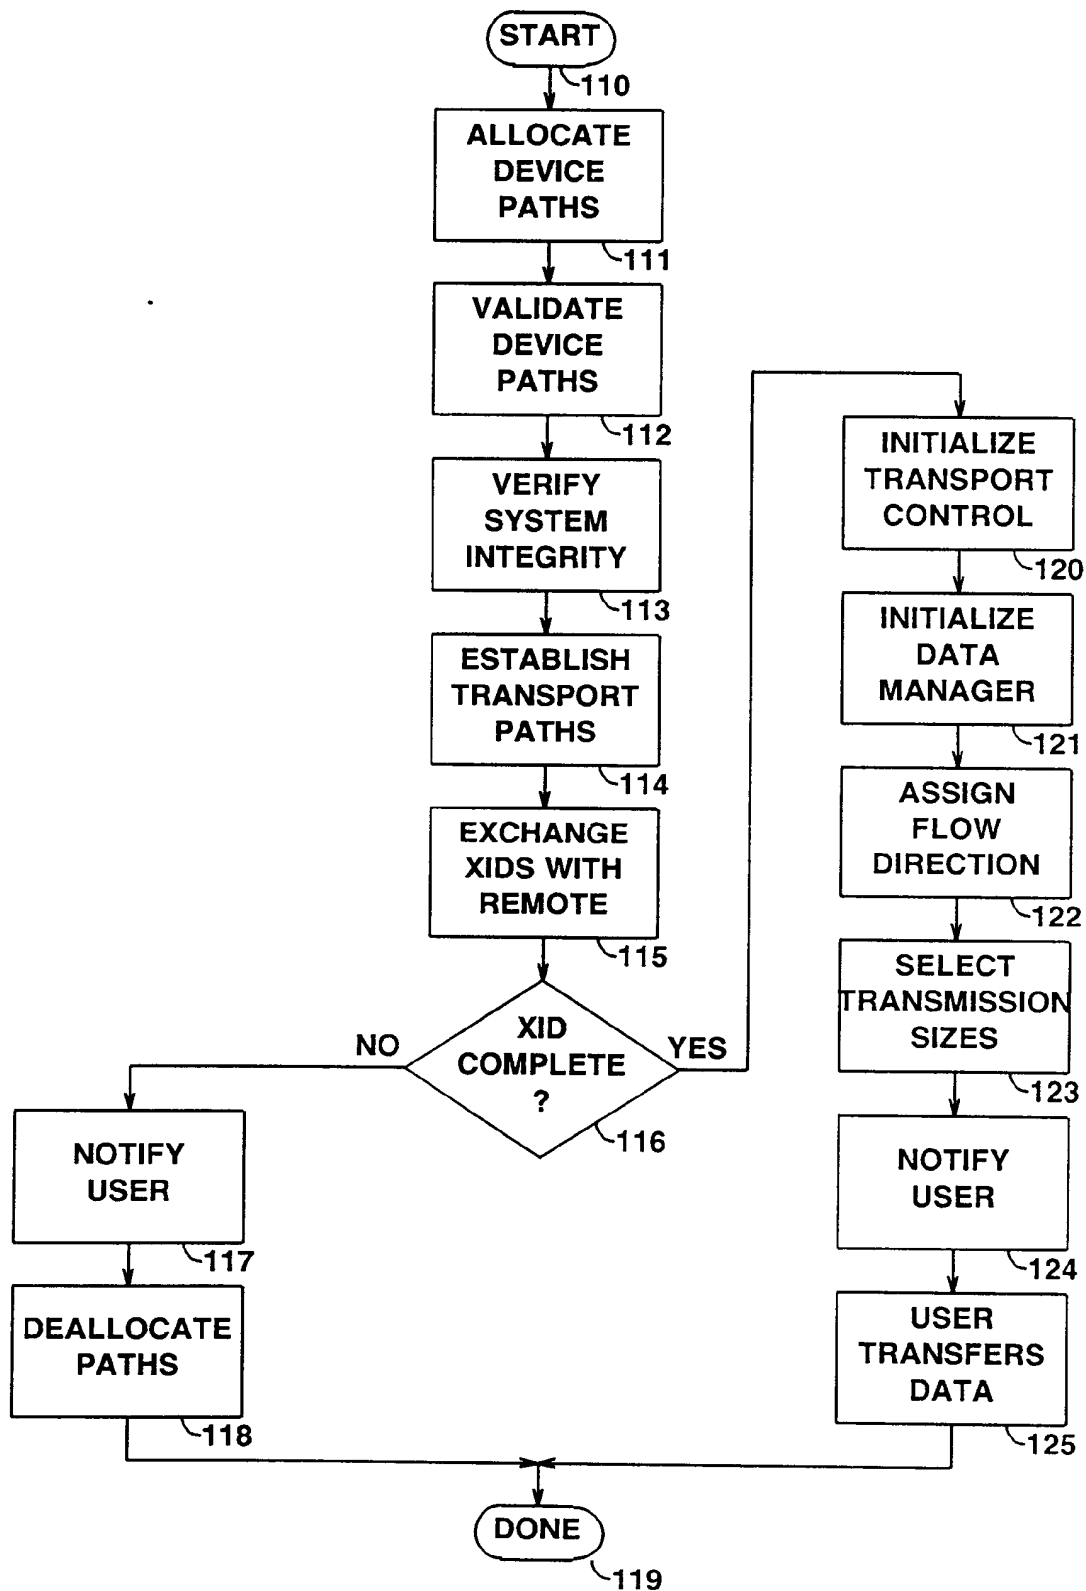 START
110
ALLOCATE
DEVICE
PATHS
111
VALIDATE
DEVICE
PATHS
112
VERIFY
SYSTEM
INTEGRITY
113
ESTABLISH
TRANSPORT
PATHS
114
EXCHANGE
XIDS WITH
REMOTE
115
XID
COMPLETE
?
116
NO
YES
NOTIFY
USER
117
DEALLOCATE
PATHS
118
INITIALIZE
TRANSPORT
CONTROL
120
INITIALIZE
DATA
MANAGER
121
ASSIGN
FLOW
DIRECTION
122
SELECT
TRANSMISSION
SIZES
123
NOTIFY
USER
124
USER
TRANSFERS
DATA
125
DONE
119